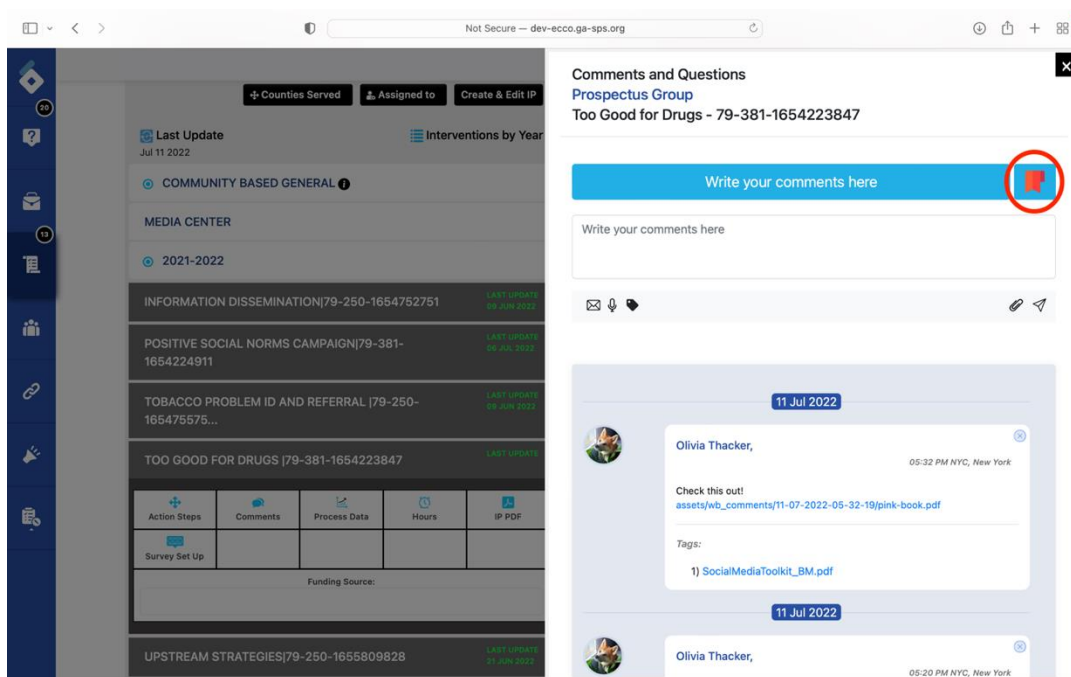 Not Secure — dev-ecco.ga-sps.org
20
13
Counties Served
Assigned to
Create & Edit IP
Last Update
Jul 11 2022
Interventions by Year
COMMUNITY BASED GENERAL
MEDIA CENTER
2021-2022
INFORMATION DISSEMINATION|79-250-1654752751
LAST UPDATE
09 JUN 2022
POSITIVE SOCIAL NORMS CAMPAIGN|79-381-
1654224911
LAST UPDATE
06 JUL 2022
TOBACCO PROBLEM ID AND REFERRAL |79-250-
165475575...
LAST UPDATE
09 JUN 2022
TOO GOOD FOR DRUGS |79-381-1654223847
LAST UPDATE
Action Steps
Comments
Process Data
Hours
IP PDF
Survey Set Up
Funding Source:
UPSTREAM STRATEGIES|79-250-1655809828
LAST UPDATE
21 JUN 2022
Comments and Questions
Prospectus Group
Too Good for Drugs - 79-381-1654223847
Write your comments here
Write your comments here
11 Jul 2022
Olivia Thacker,
05:32 PM NYC, New York
Check this out!
assets/wb_comments/11-07-2022-05-32-19/pink-book.pdf
Tags:
1) SocialMediaToolkit_BM.pdf
11 Jul 2022
Olivia Thacker,
05:20 PM NYC, New York